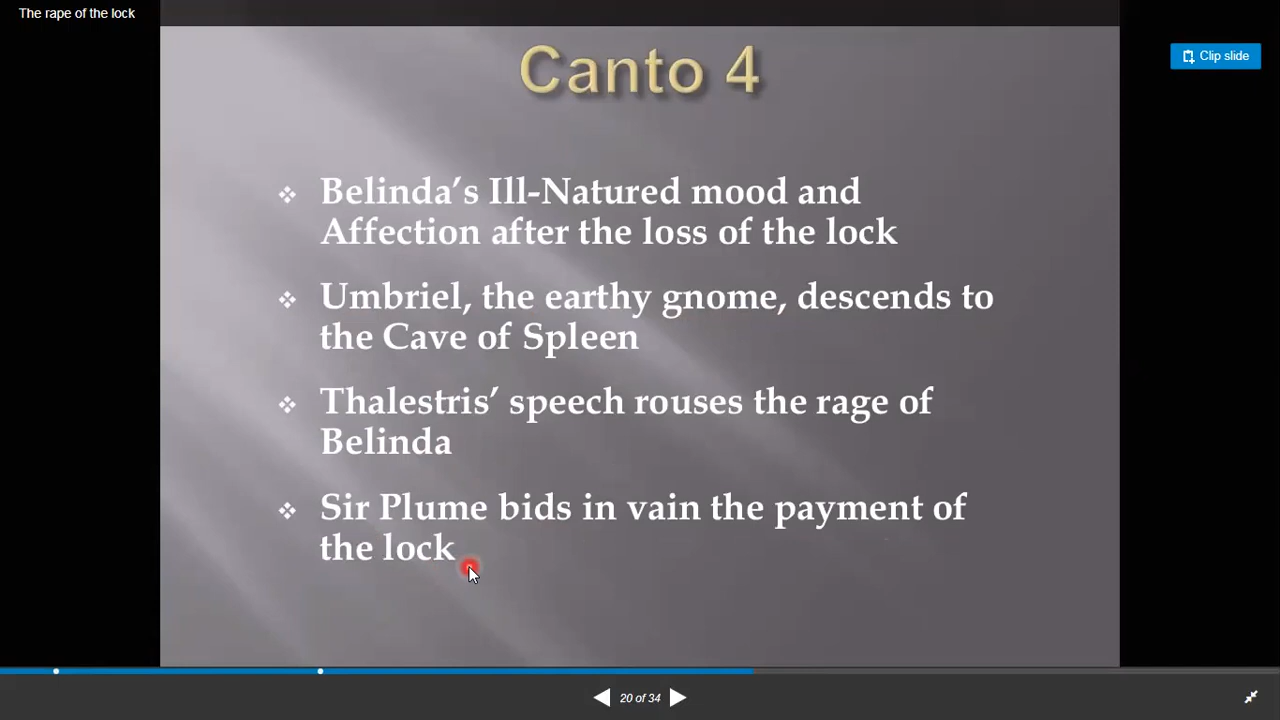 The rape of the lock
Clip slide
Canto 4
❖ Belinda’s Ill-Natured mood and
Affection after the loss of the lock
❖ Umbriel, the earthy gnome, descends to
the Cave of Spleen
❖ Thalestris’ speech rouses the rage of
Belinda
❖ Sir Plume bids in vain the payment of
the lock
20 of 34